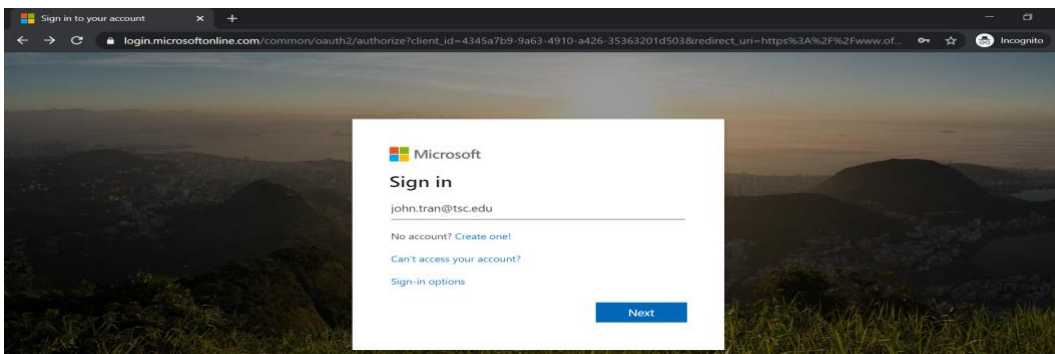 Sign in to your account
login.microsoftonline.com/common/oauth2/authorize?client_id=4345a7b9-9a63-4910-a426-35363201d503&redirect_uri=https%3A%2F%2Fwww.of...
Incognito
Microsoft
Sign in
john.tran@tsc.edu
No account? Create one!
Can't access your account?
Sign-in options
Next